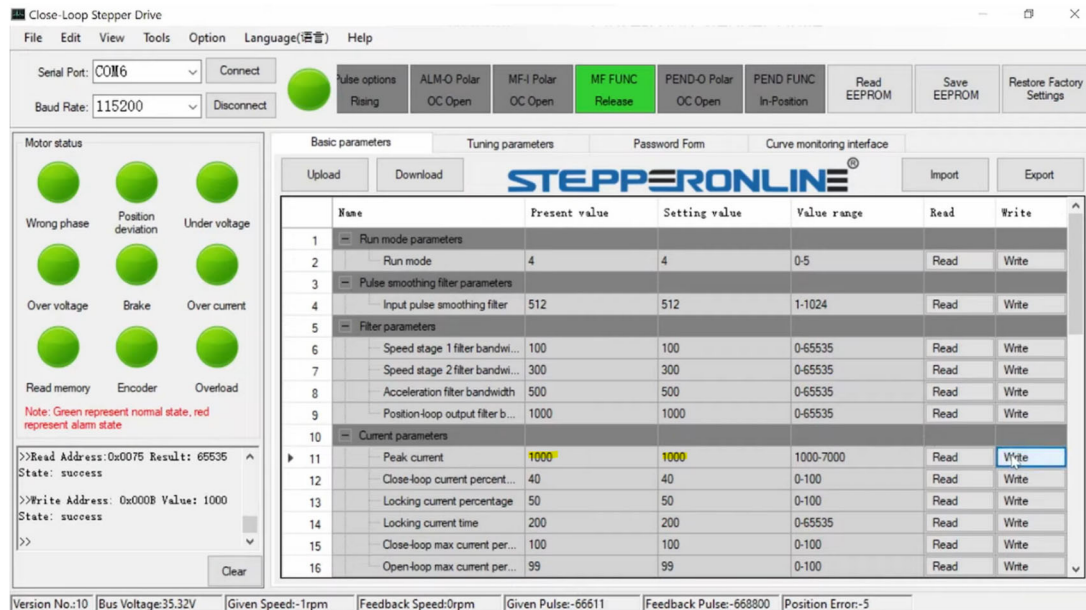 Close-Loop Stepper Drive
File Edit View Tools Option Language(语言) Help
Serial Port: COM6 Connect
Baud Rate: 115200 Disconnect
Pulse options Rising
ALM-O Polar OC Open
MF-I Polar OC Open
MF FUNC Release
PEND-O Polar OC Open
PEND FUNC In-Position
Read EEPROM
Save EEPROM
Restore Factory Settings
Motor status
Wrong phase Position deviation Under voltage
Over voltage Brake Over current
Read memory Encoder Overload
Note: Green represent normal state, red
represent alarm state
>>Read Address:0x0075 Result: 65535
State: success
>>Write Address: 0x000B Value: 1000
State: success
>>
Clear
Basic parameters Tuning parameters Password Form Curve monitoring interface
Upload Download STEPPERONLINE® Import Export
Name Present value Setting value Value range Read Write
1 Run mode parameters
2 Run mode 4 4 0-5 Read Write
3 Pulse smoothing filter parameters
4 Input pulse smoothing filter 512 512 1-1024 Read Write
5 Filter parameters
6 Speed stage 1 filter bandwi... 100 100 0-65535 Read Write
7 Speed stage 2 filter bandwi... 300 300 0-65535 Read Write
8 Acceleration filter bandwidth 500 500 0-65535 Read Write
9 Position-loop output filter b... 1000 1000 0-65535 Read Write
10 Current parameters
11 Peak current 1000 1000 1000-7000 Read Write
12 Close-loop current percent... 40 40 0-100 Read Write
13 Locking current percentage 50 50 0-100 Read Write
14 Locking current time 200 200 0-65535 Read Write
15 Close-loop max current per... 100 100 0-100 Read Write
16 Open-loop max current per... 99 99 0-100 Read Write
Version No.:10 Bus Voltage:35.32V Given Speed:-1rpm Feedback Speed:0rpm Given Pulse:-66611 Feedback Pulse:-668800 Position Error:-5